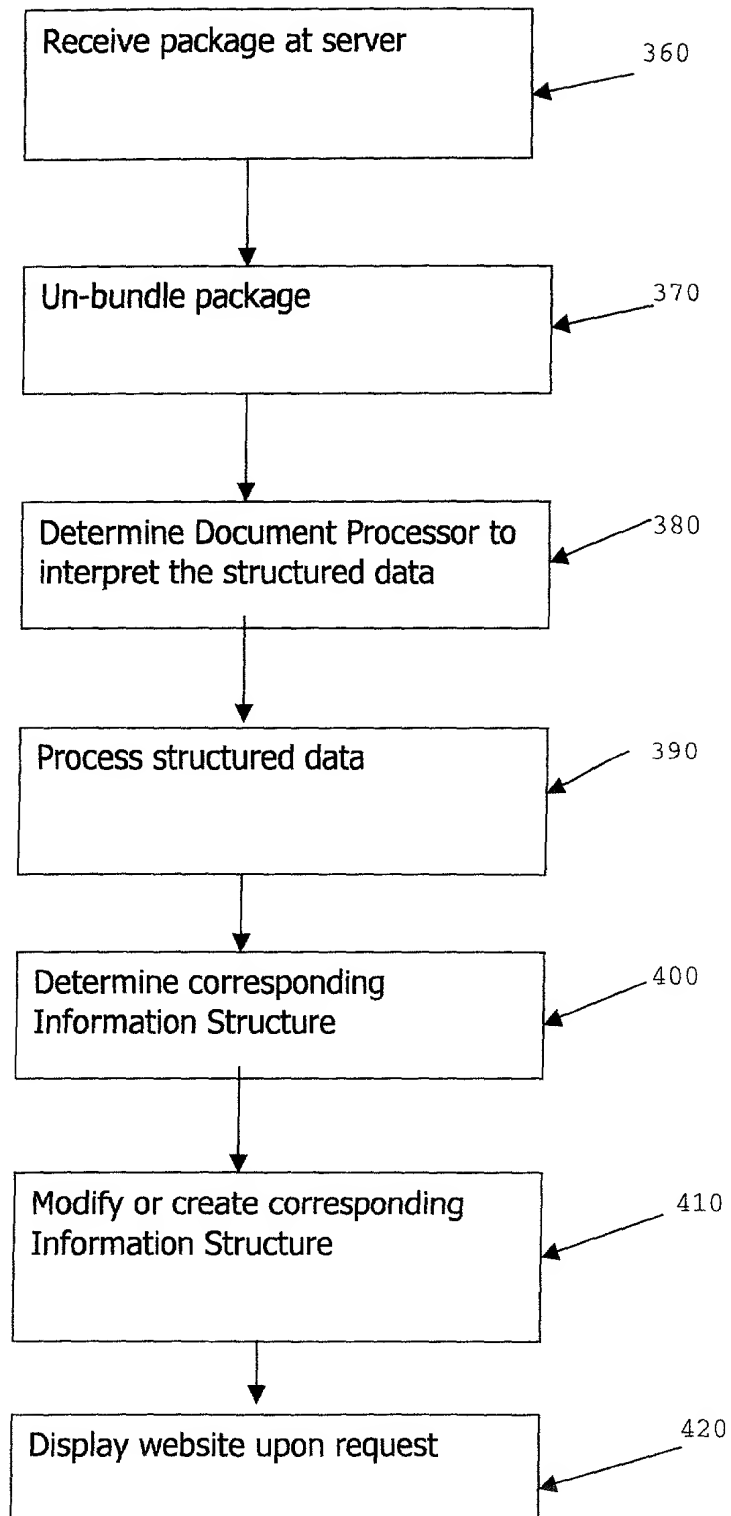 Receive package at server
360
Un-bundle package
370
Determine Document Processor to
interpret the structured data
380
Process structured data
390
Determine corresponding
Information Structure
400
Modify or create corresponding
Information Structure
410
Display website upon request
420